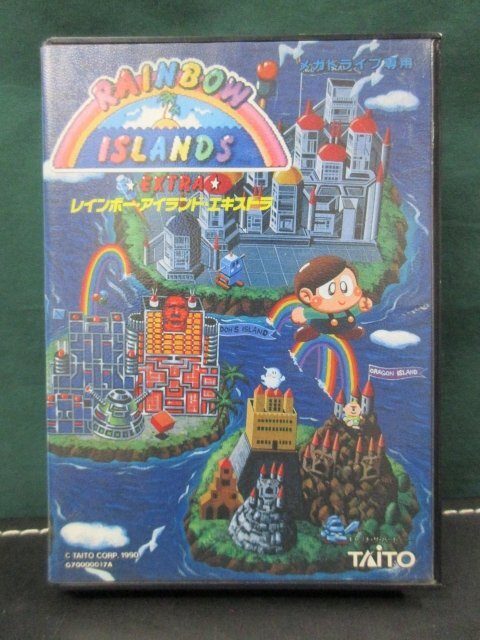 メガドライブ専用
RAINBOW
ISLANDS
EXTRA
レインボー・アイランド・エキストラ
DOH'S ISLAND
DRAGON ISLAND
© TAITO CORP. 1990
G70000017A
TAITO